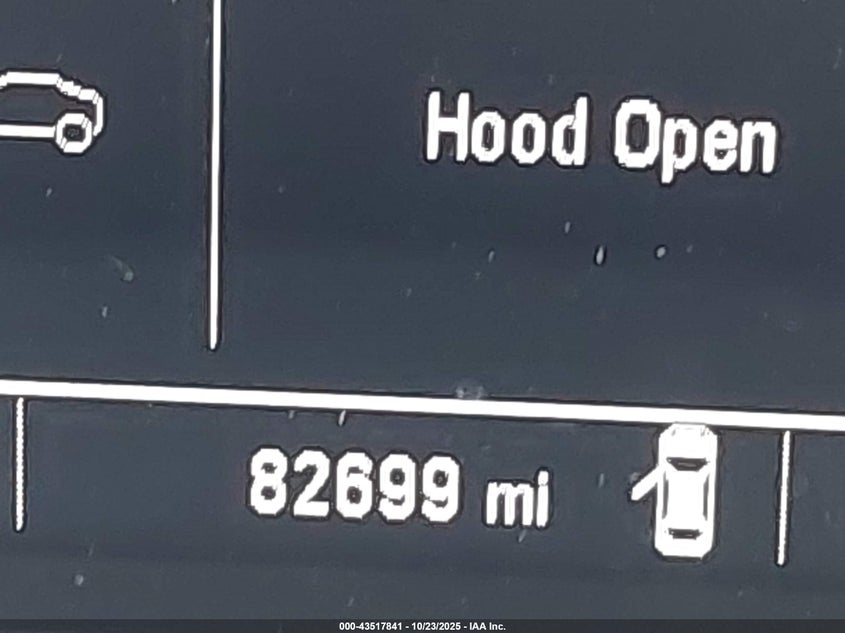 Hood Open
82699 mi
000-43517841 - 10/23/2025 - IAA Inc.